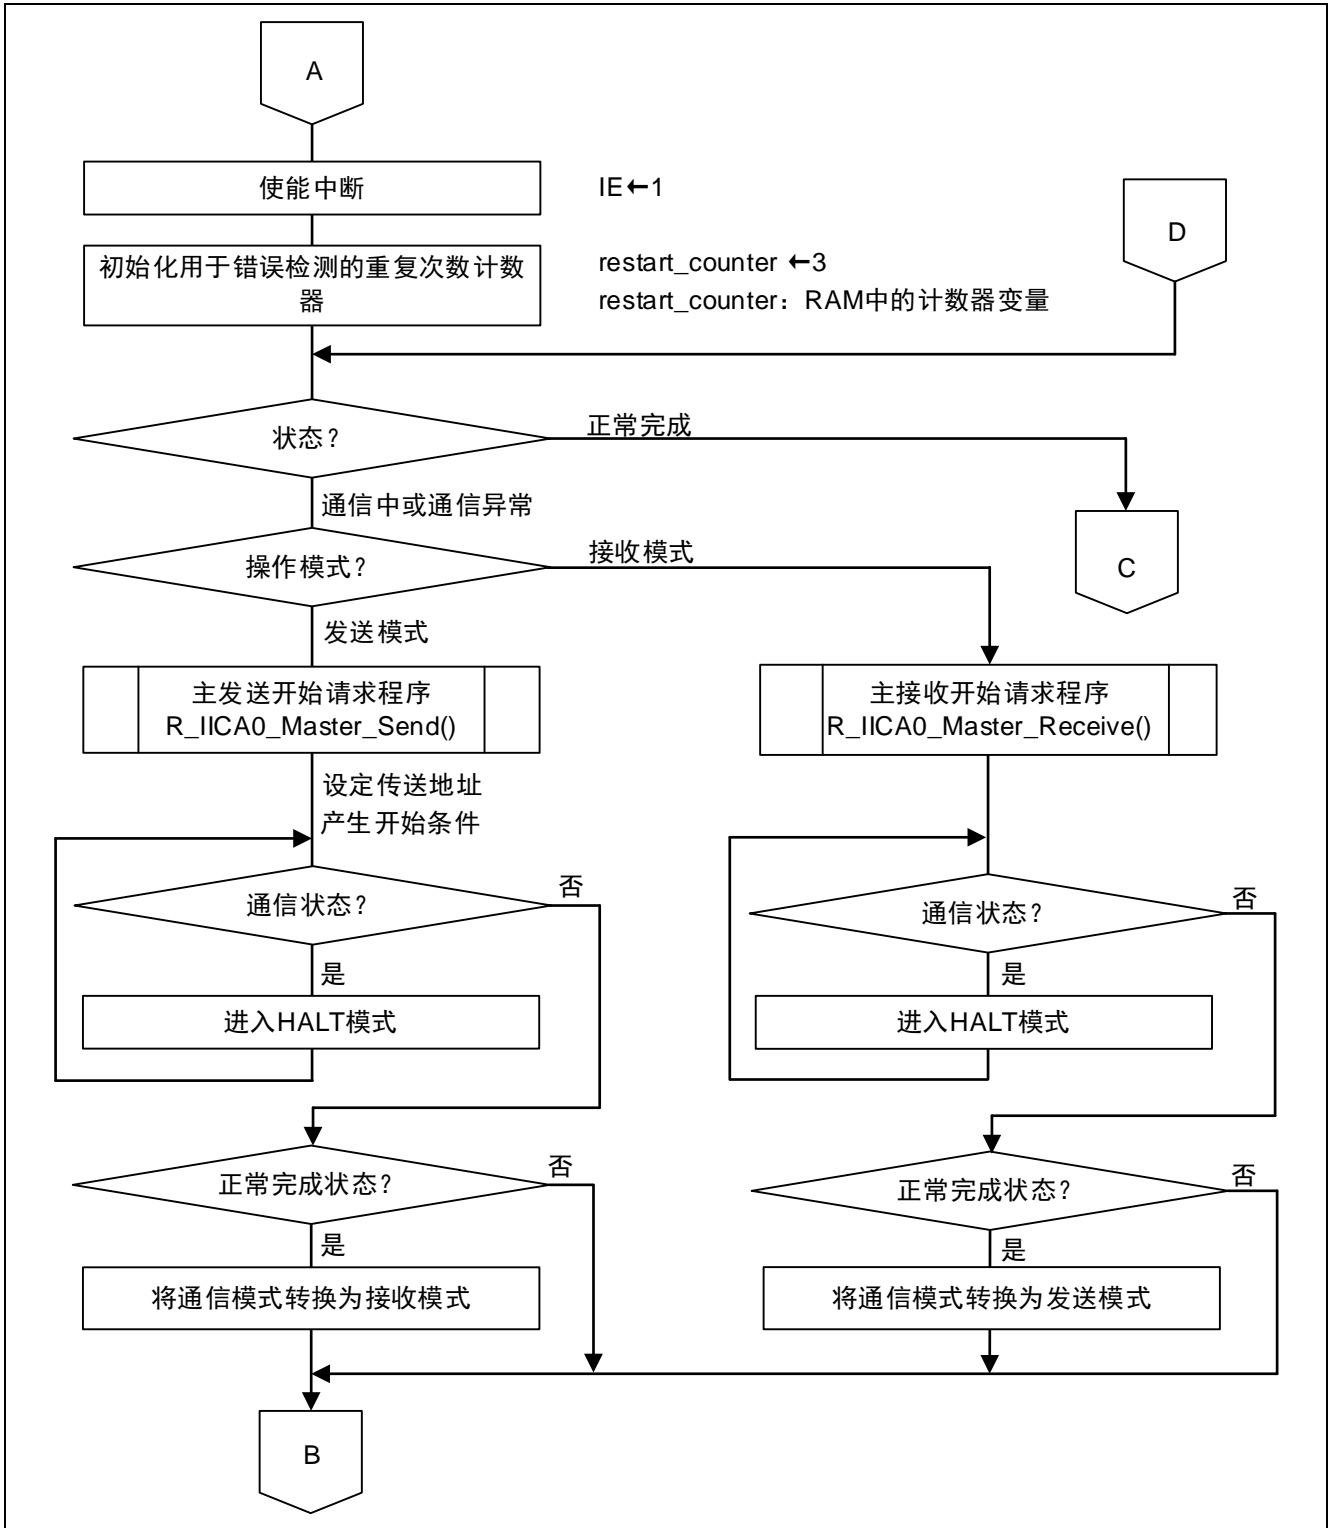 A
使能中断
IE←1
D
初始化用于错误检测的重复次数计数
器
restart_counter ←3
restart_counter：RAM中的计数器变量
状态？
正常完成
通信中或通信异常
操作模式？
接收模式
C
发送模式
主发送开始请求程序
R_IICA0_Master_Send()
主接收开始请求程序
R_IICA0_Master_Receive()
设定传送地址
产生开始条件
通信状态？
否
通信状态？
否
是
是
进入HALT模式
进入HALT模式
正常完成状态？
否
正常完成状态？
否
是
是
将通信模式转换为接收模式
将通信模式转换为发送模式
B